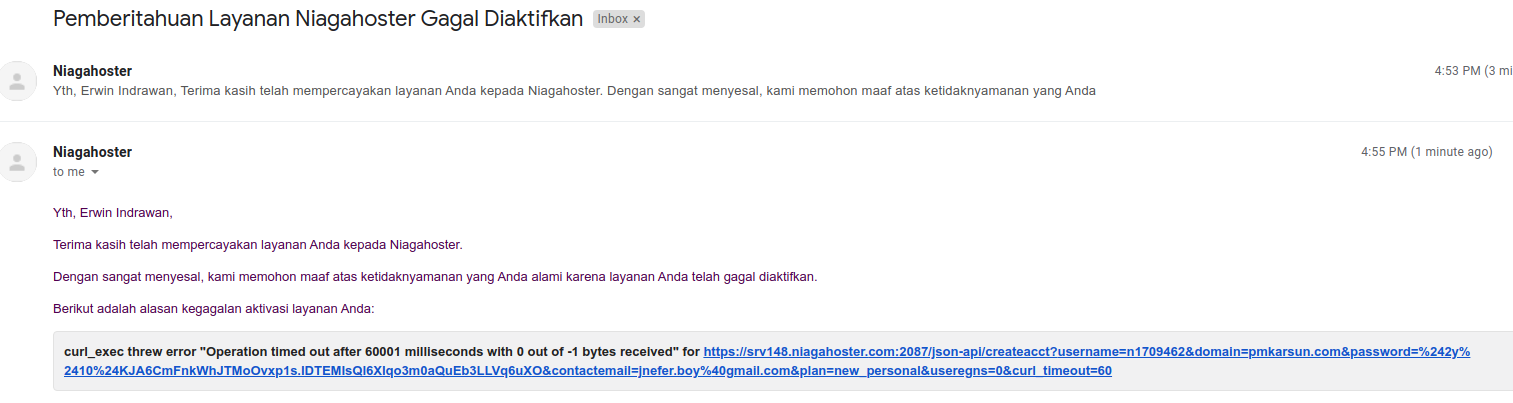 Pemberitahuan Layanan Niagahoster Gagal Diaktifkan Inbox ×
Niagahoster 4:53 PM (3 mi
Yth, Erwin Indrawan, Terima kasih telah mempercayakan layanan Anda kepada Niagahoster. Dengan sangat menyesal, kami memohon maaf atas ketidaknyamanan yang Anda
Niagahoster 4:55 PM (1 minute ago)
to me
Yth, Erwin Indrawan,
Terima kasih telah mempercayakan layanan Anda kepada Niagahoster.
Dengan sangat menyesal, kami memohon maaf atas ketidaknyamanan yang Anda alami karena layanan Anda telah gagal diaktifkan.
Berikut adalah alasan kegagalan aktivasi layanan Anda:
curl_exec threw error "Operation timed out after 60001 milliseconds with 0 out of -1 bytes received" for https://srv148.niagahoster.com:2087/json-api/createacct?username=n1709462&domain=pmkarsun.com&password=%242y%
2410%24KJA6CmFnkWhJTMoOvxp1s.IDTEMIsQI6XIqo3m0aQuEb3LLVq6uXO&contactemail=jnefer.boy%40gmail.com&plan=new_personal&useregns=0&curl_timeout=60